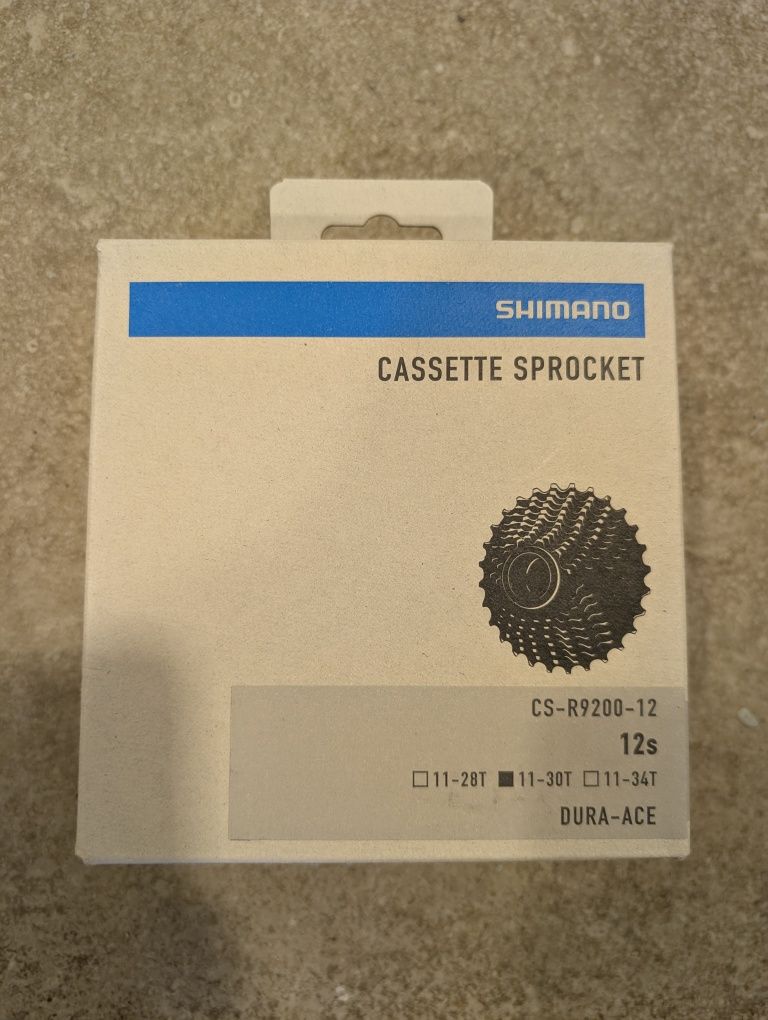 SHIMANO
CASSETTE SPROCKET
CS-R9200-12
12s
□11-28T ■11-30T □11-34T
DURA-ACE